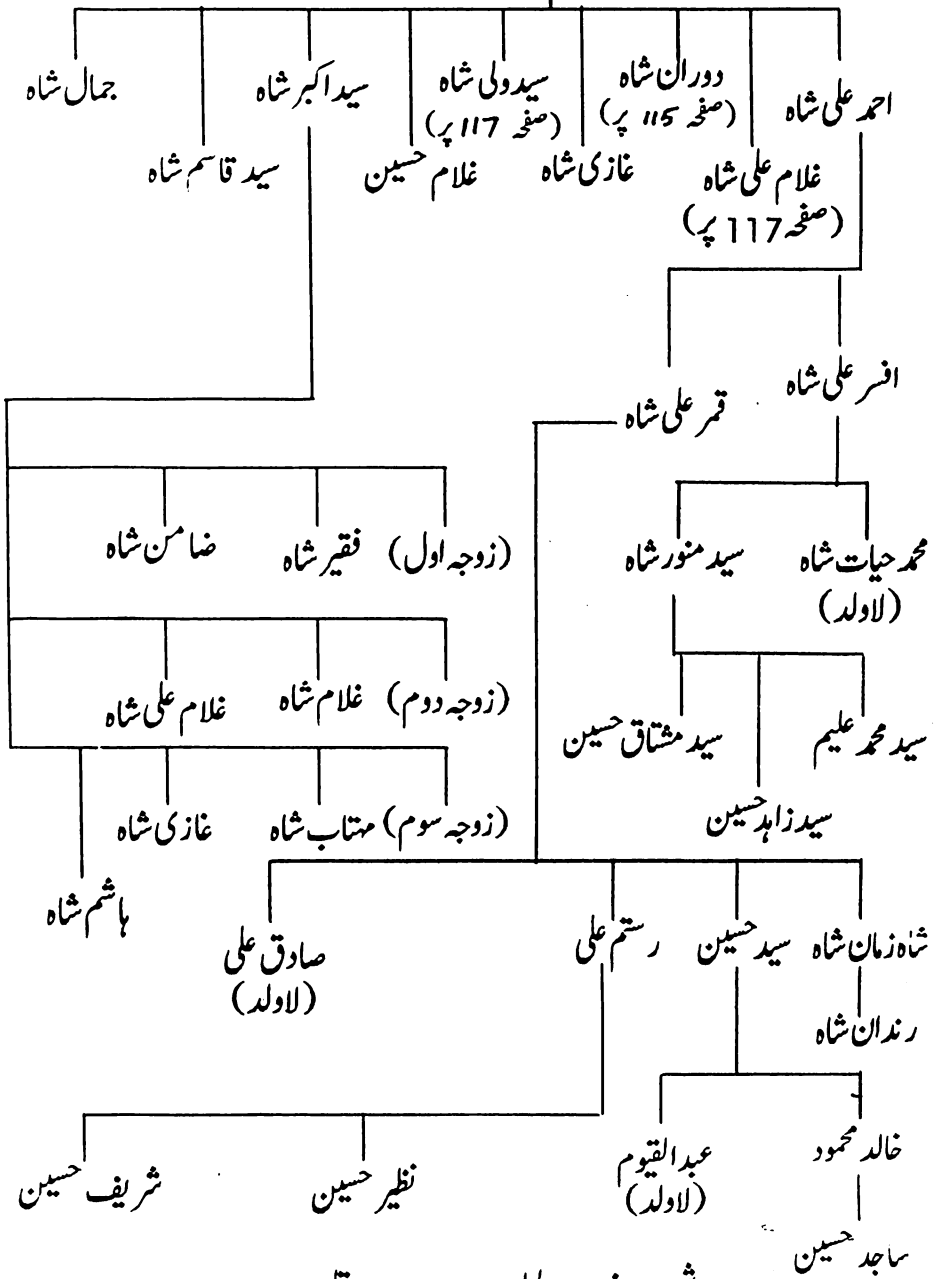 احمد علی شاہ
دوران شاہ
(صفحہ 115 پر)
سید ولی شاہ
(صفحہ 117 پر)
سید اکبر شاہ
جمال شاہ
غلام علی شاہ
(صفحہ 117 پر)
غازی شاہ
غلام حسین
سید قاسم شاہ
افسر علی شاہ
قمر علی شاہ
محمد حیات شاہ
(لاولد)
سید منور شاہ
(زوجہ اول) فقیر شاہ ضامن شاہ
(زوجہ دوم) غلام شاہ غلام علی شاہ
سید محمد علیم
سید مشتاق حسین
سید زاہد حسین
(زوجہ سوم) مہتاب شاہ غازی شاہ
ہاشم شاہ
شاہ زمان شاہ
سید حسین
رستم علی
صادق علی
(لاولد)
رندان شاہ
خالد محمود
عبدالقیوم
(لاولد)
نظیر حسین
شریف حسین
ساجد حسین